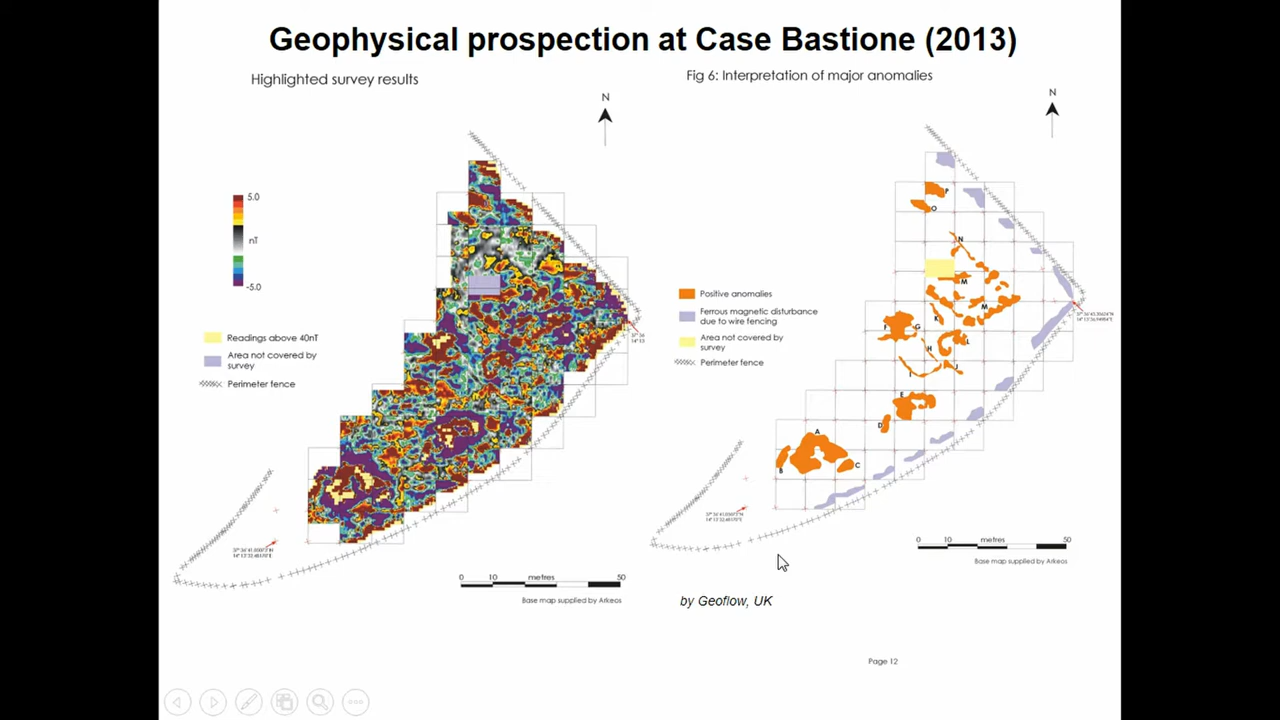 Geophysical prospection at Case Bastione (2013)
Highlighted survey results
N
5.0
nT
-5.0
Readings above 40nT
Area not covered by
survey
Perimeter fence
0 10 metres 50
Base map supplied by Arkeos
Fig 6: Interpretation of major anomalies
N
Positive anomalies
Ferrous magnetic disturbance
due to wire fencing
Area not covered by
survey
Perimeter fence
P
O
N
M
M
K
F
G
L
H
I
J
E
D
A
B
C
0 10 metres 50
Base map supplied by Arkeos
by Geoflow, UK
Page 12